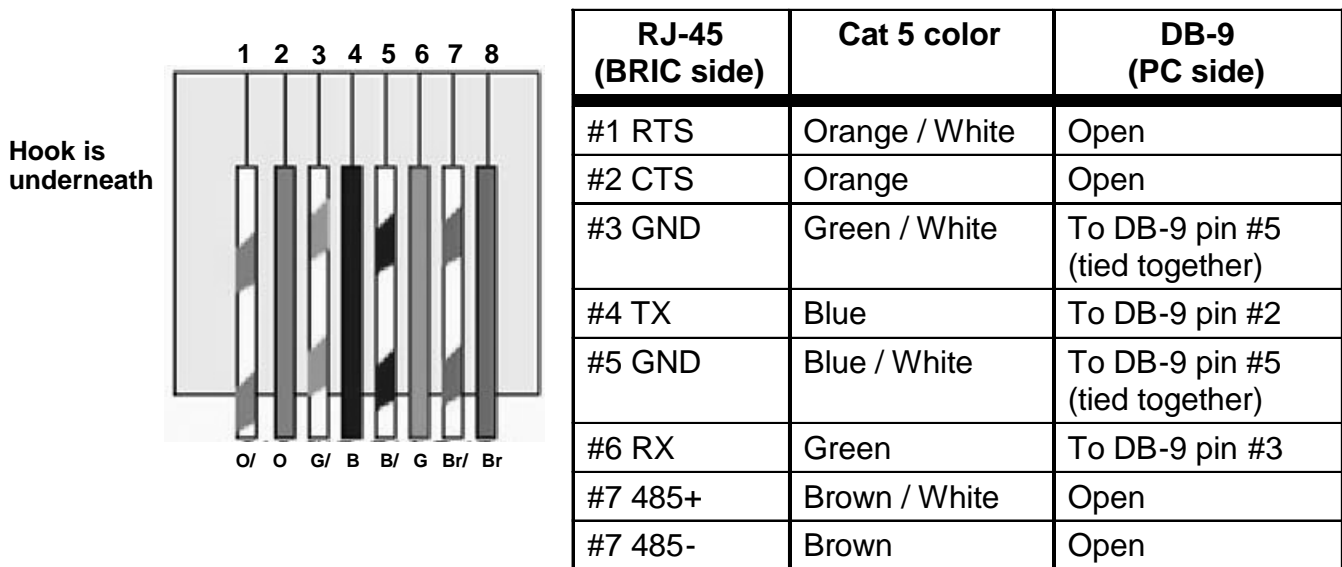 1 2 3 4 5 6 7 8
Hook is
underneath
O/ O G/ B B/ G Br/ Br
RJ-45
(BRIC side)
Cat 5 color
DB-9
(PC side)
#1 RTS Orange / White Open
#2 CTS Orange Open
#3 GND Green / White To DB-9 pin #5
(tied together)
#4 TX Blue To DB-9 pin #2
#5 GND Blue / White To DB-9 pin #5
(tied together)
#6 RX Green To DB-9 pin #3
#7 485+ Brown / White Open
#7 485- Brown Open